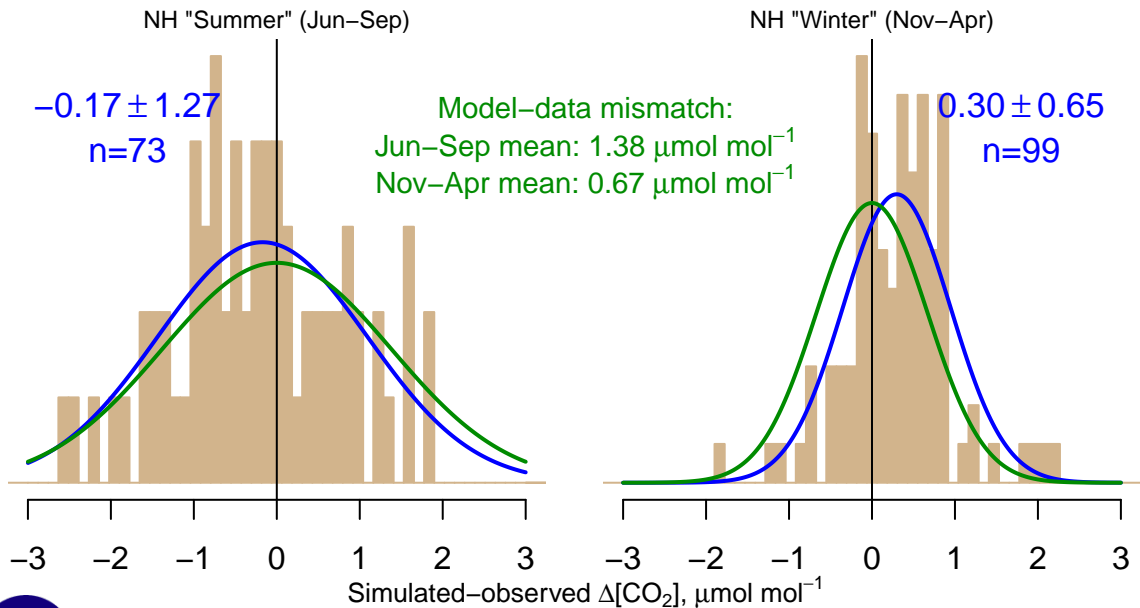 NH "Summer" (Jun−Sep)
−0.17 ± 1.27
n=73
Model−data mismatch:
Jun−Sep mean: 1.38 μmol mol⁻¹
Nov−Apr mean: 0.67 μmol mol⁻¹
NH "Winter" (Nov−Apr)
0.30 ± 0.65
n=99
−3 −2 −1 0 1 2 3
−3 −2 −1 0 1 2 3
Simulated−observed Δ[CO₂], μmol mol⁻¹